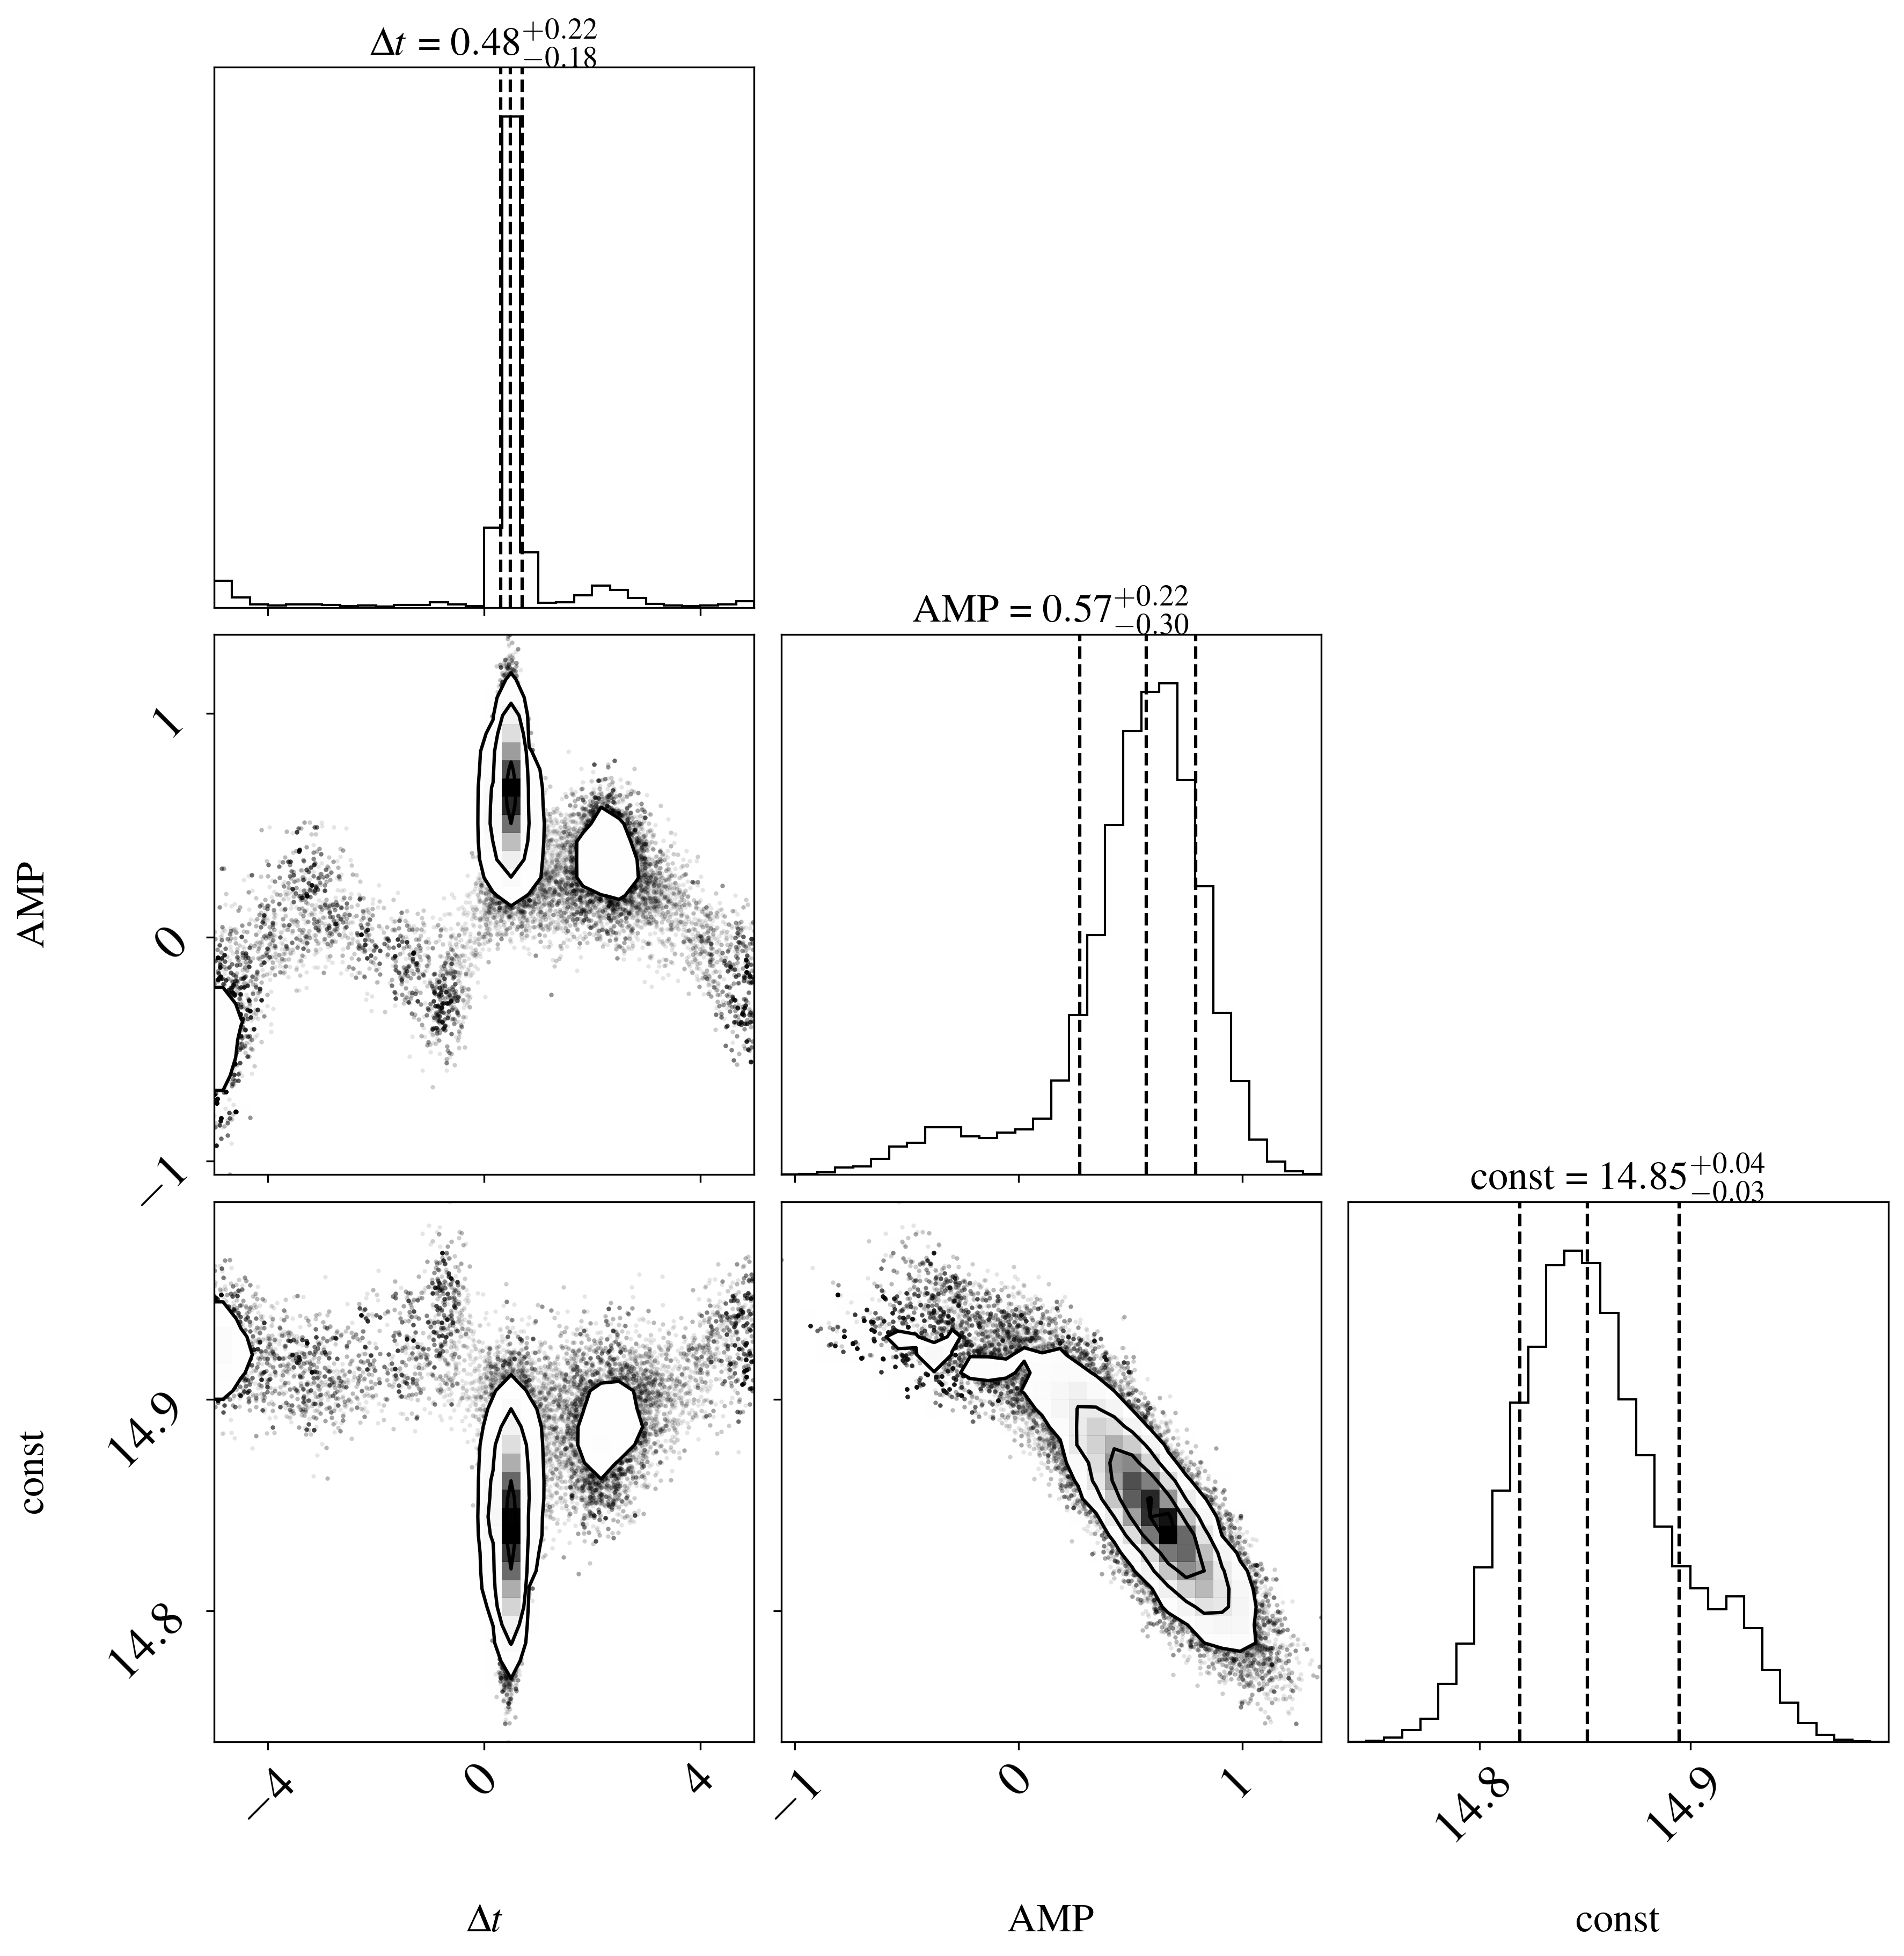 Δt = 0.48+0.22−0.18
AMP = 0.57+0.22−0.30
1
0
−1
AMP
const = 14.85+0.04−0.03
14.9
14.8
const
−4 0 4
−1 0 1
14.8 14.9
Δt AMP const